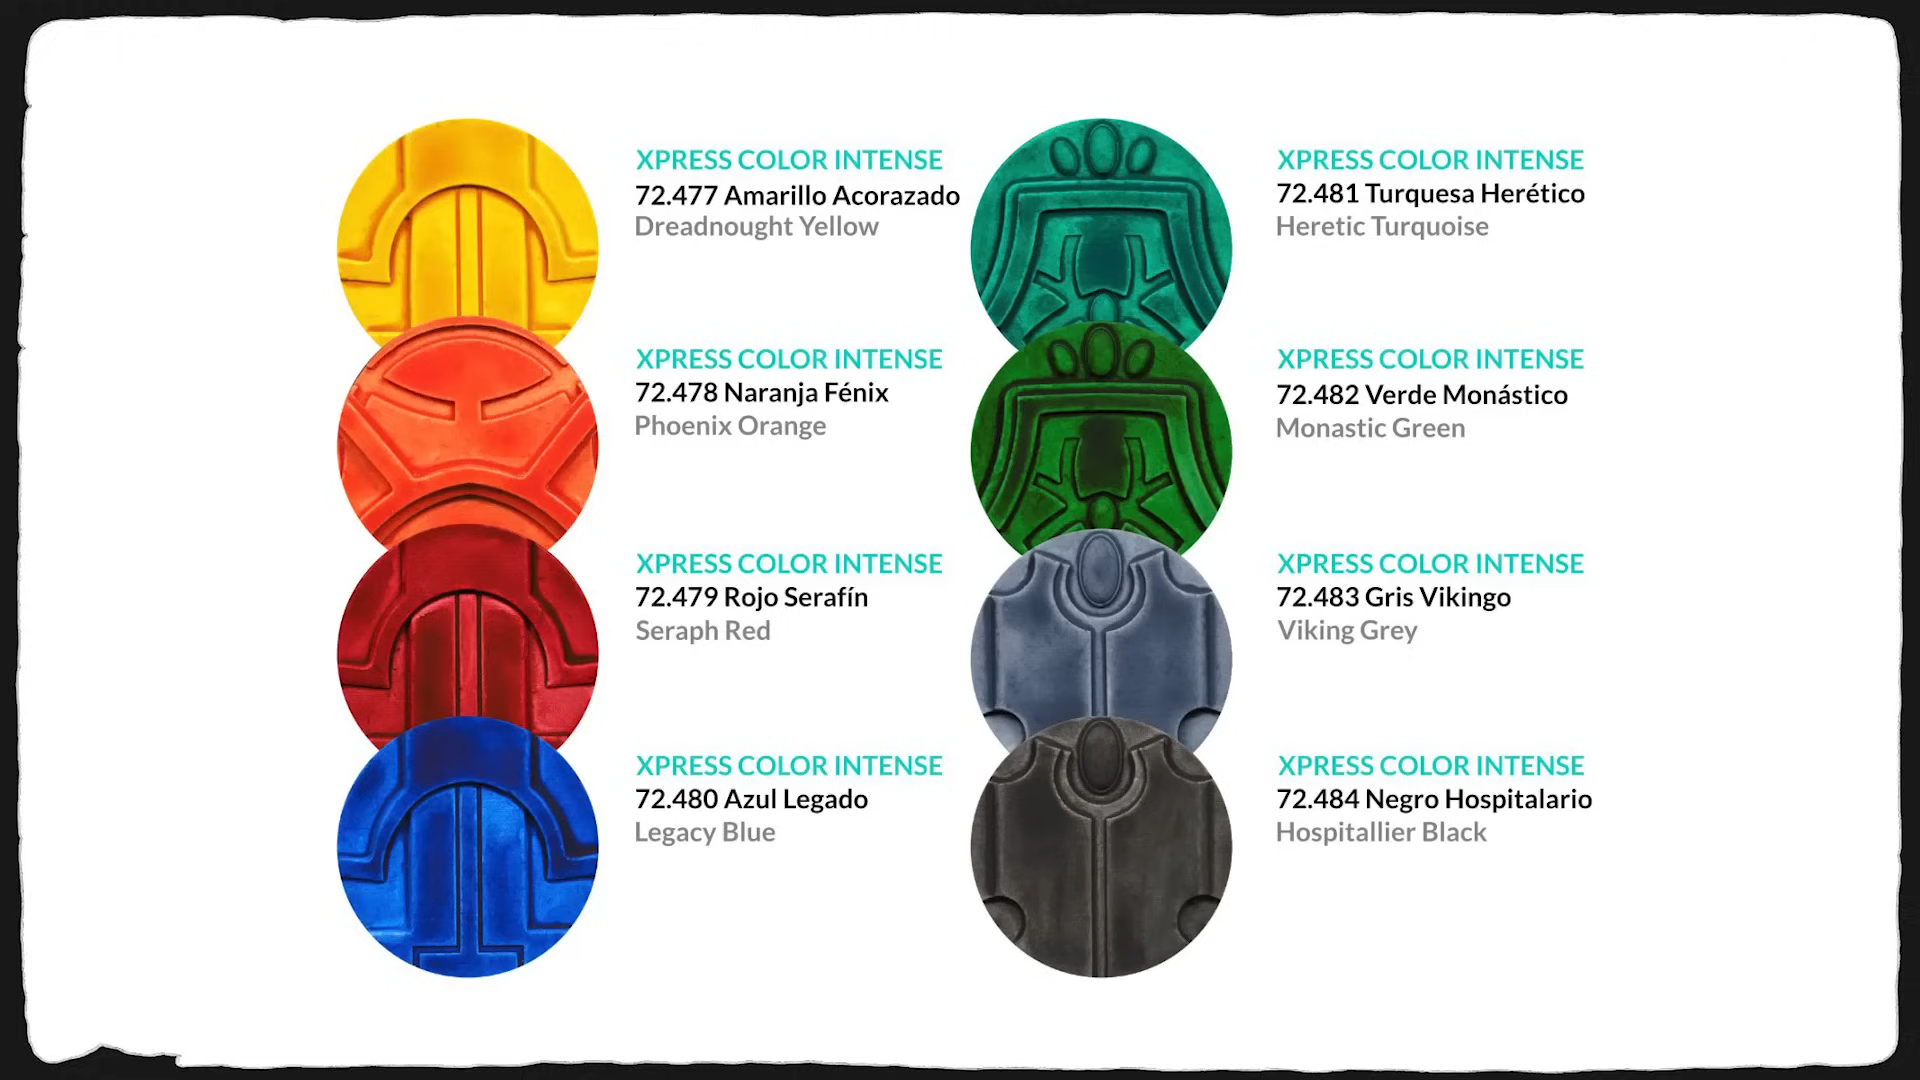 XPRESS COLOR INTENSE
72.477 Amarillo Acorazado
Dreadnought Yellow
XPRESS COLOR INTENSE
72.478 Naranja Fénix
Phoenix Orange
XPRESS COLOR INTENSE
72.479 Rojo Serafín
Seraph Red
XPRESS COLOR INTENSE
72.480 Azul Legado
Legacy Blue
XPRESS COLOR INTENSE
72.481 Turquesa Herético
Heretic Turquoise
XPRESS COLOR INTENSE
72.482 Verde Monástico
Monastic Green
XPRESS COLOR INTENSE
72.483 Gris Vikingo
Viking Grey
XPRESS COLOR INTENSE
72.484 Negro Hospitalario
Hospitallier Black